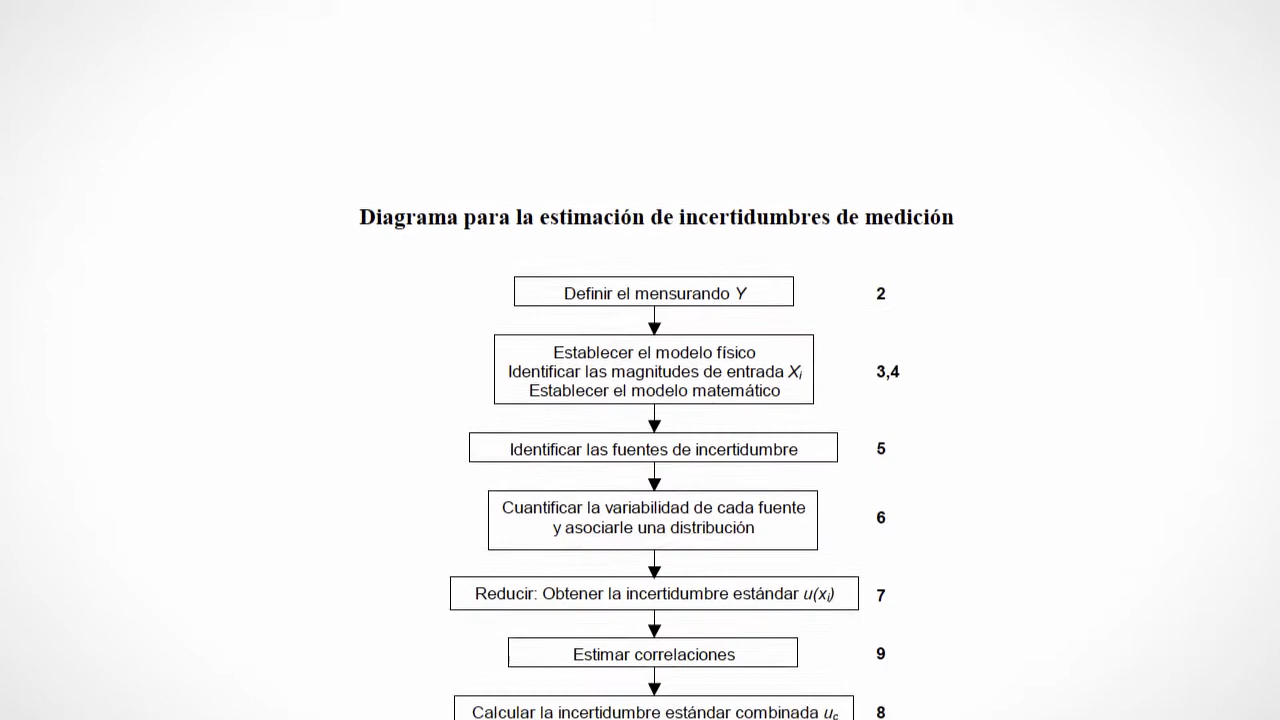 Diagrama para la estimación de incertidumbres de medición
Definir el mensurando Y 2
Establecer el modelo físico
Identificar las magnitudes de entrada Xi 3,4
Establecer el modelo matemático
Identificar las fuentes de incertidumbre 5
Cuantificar la variabilidad de cada fuente
y asociarle una distribución 6
Reducir: Obtener la incertidumbre estándar u(xi) 7
Estimar correlaciones 9
Calcular la incertidumbre estándar combinada uc 8